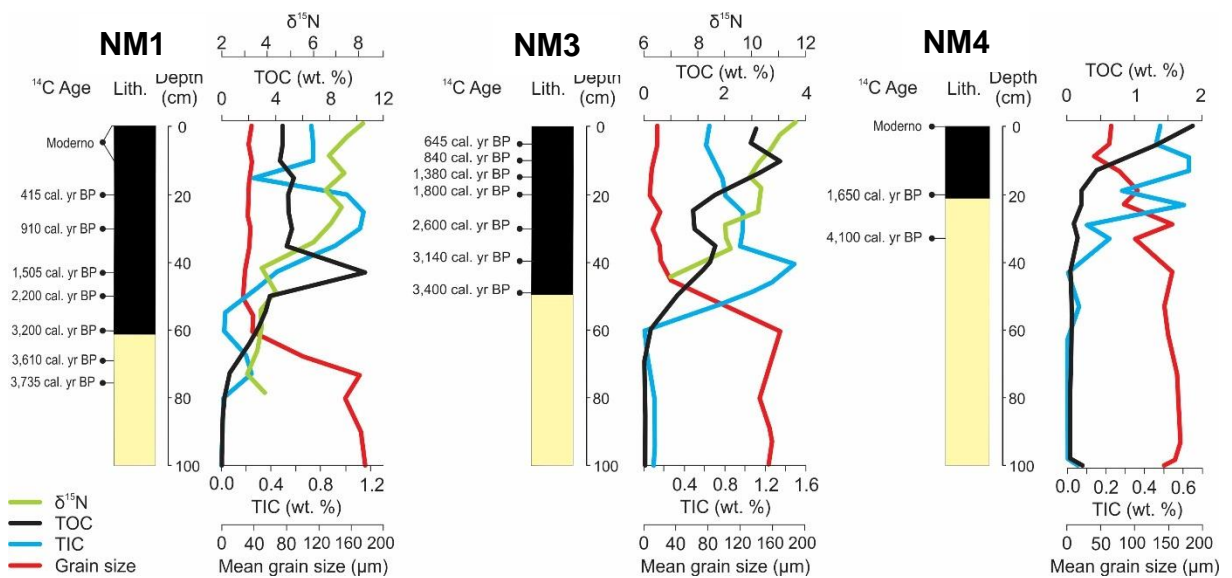 NM1
¹⁴C Age
Lith.
Depth
(cm)
δ¹⁵N
2 4 6 8
TOC (wt. %)
0 2 4 8 12
Moderno
415 cal. yr BP
910 cal. yr BP
1,505 cal. yr BP
2,200 cal. yr BP
3,200 cal. yr BP
3,610 cal. yr BP
3,735 cal. yr BP
0
20
40
60
80
100
0.0 0.4 0.8 1.2
TIC (wt. %)
0 40 80 120 160 200
Mean grain size (µm)
δ¹⁵N
TOC
TIC
Grain size
NM3
¹⁴C Age
Lith.
Depth
(cm)
δ¹⁵N
6 7 8 9 10 11
TOC (wt. %)
0 2 2 4
645 cal. yr BP
840 cal. yr BP
1,380 cal. yr BP
1,800 cal. yr BP
2,600 cal. yr BP
3,140 cal. yr BP
3,400 cal. yr BP
0
20
40
60
80
100
0.4 0.8 1.2 1.6
TIC (wt. %)
0 40 80 120 160 200
Mean grain size (µm)
NM4
¹⁴C Age
Lith.
Depth
(cm)
TOC (wt. %)
0 1 2
Moderno
1,650 cal. yr BP
4,100 cal. yr BP
0
20
40
60
80
100
0.0 0.2 0.4 0.6
TIC (wt. %)
0 50 100 150 200
Mean grain size (µm)